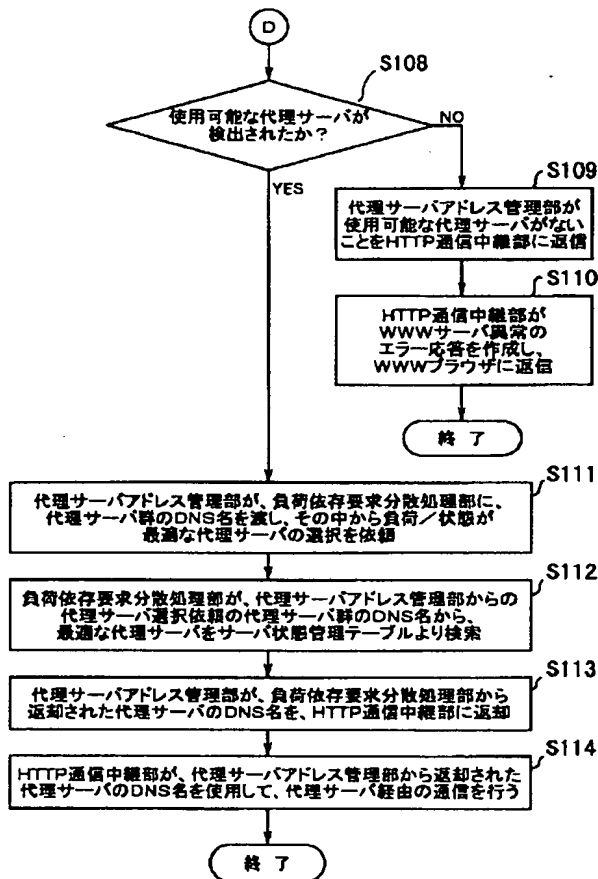 D
S108
使用可能な代理サーバが
検出されたか？
NO
YES
S109
代理サーバアドレス管理部が
使用可能な代理サーバがない
ことをHTTP通信中継部に返信
S110
HTTP通信中継部が
WWWサーバ異常の
エラー応答を作成し、
WWWブラウザに返信
終了
S111
代理サーバアドレス管理部が、負荷依存要求分散処理部に、
代理サーバ群のDNS名を渡し、その中から負荷／状態が
最適な代理サーバの選択を依頼
S112
負荷依存要求分散処理部が、代理サーバアドレス管理部からの
代理サーバ選択依頼の代理サーバ群のDNS名から、
最適な代理サーバをサーバ状態管理テーブルより検索
S113
代理サーバアドレス管理部が、負荷依存要求分散処理部から
返却された代理サーバのDNS名を、HTTP通信中継部に返却
S114
HTTP通信中継部が、代理サーバアドレス管理部から返却された
代理サーバのDNS名を使用して、代理サーバ経由の通信を行う
終了